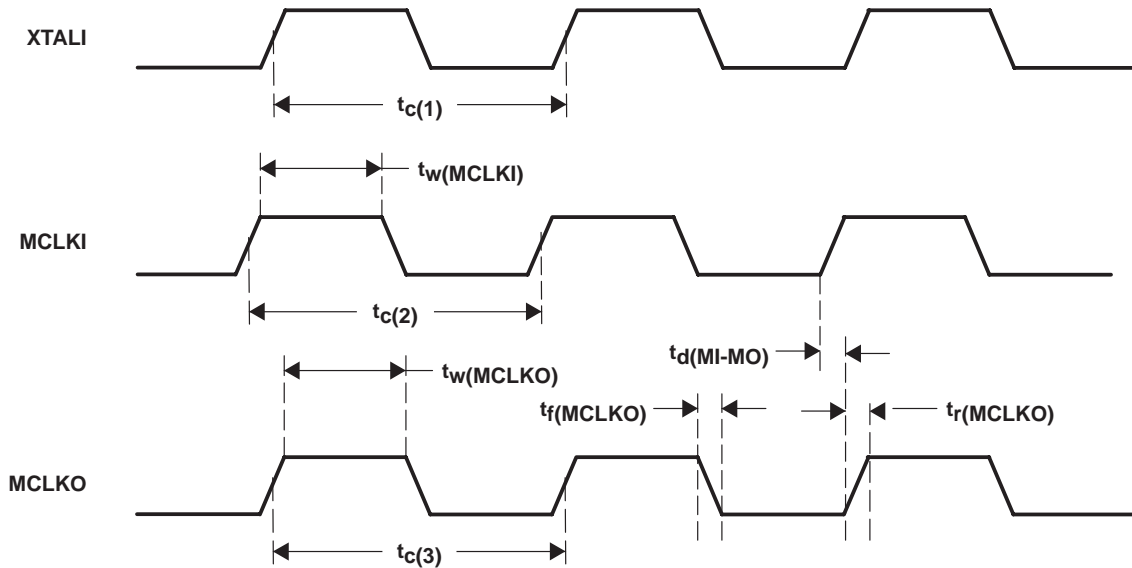 XTALI
tc(1)
tw(MCLKI)
MCLKI
tc(2)
td(MI-MO)
tw(MCLKO)
tf(MCLKO)
tr(MCLKO)
MCLKO
tc(3)